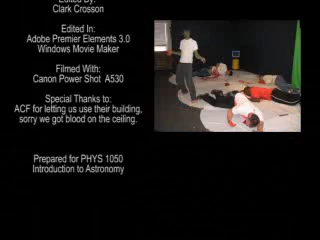 Edited By:
Clark Crosson
Edited In:
Adobe Premier Elements 3.0
Windows Movie Maker
Filmed With:
Canon Power Shot A530
Special Thanks to:
ACF for letting us use their building,
sorry we got blood on the ceiling.
Prepared for PHYS 1050
Introduction to Astronomy